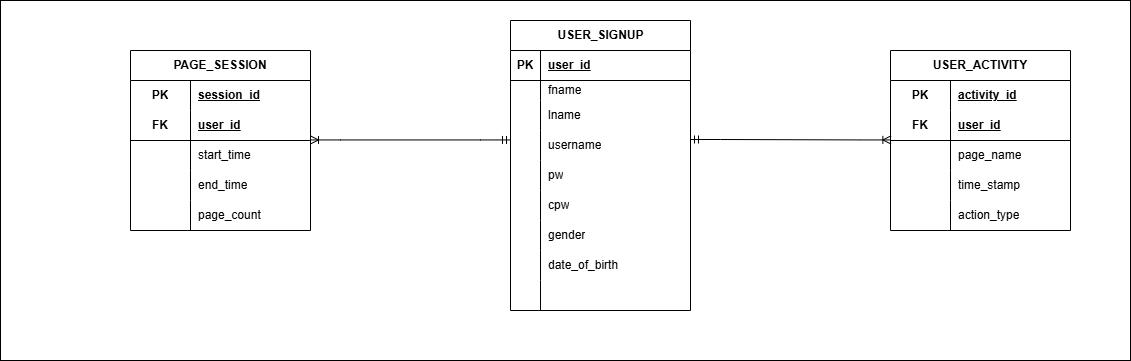 PAGE_SESSION
PK session_id
FK user_id
start_time
end_time
page_count
USER_SIGNUP
PK user_id
fname
lname
username
pw
cpw
gender
date_of_birth
USER_ACTIVITY
PK activity_id
FK user_id
page_name
time_stamp
action_type